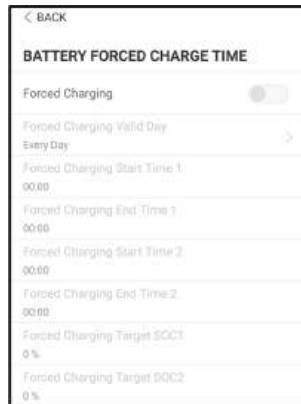 < BACK
BATTERY FORCED CHARGE TIME
Forced Charging
Forced Charging Valid Day
Every Day
Forced Charging Start Time 1
00:00
Forced Charging End Time 1
00:00
Forced Charging Start Time 2
00:00
Forced Charging End Time 2
00:00
Forced Charging Target SOC1
0 %
Forced Charging Target SOC2
0 %